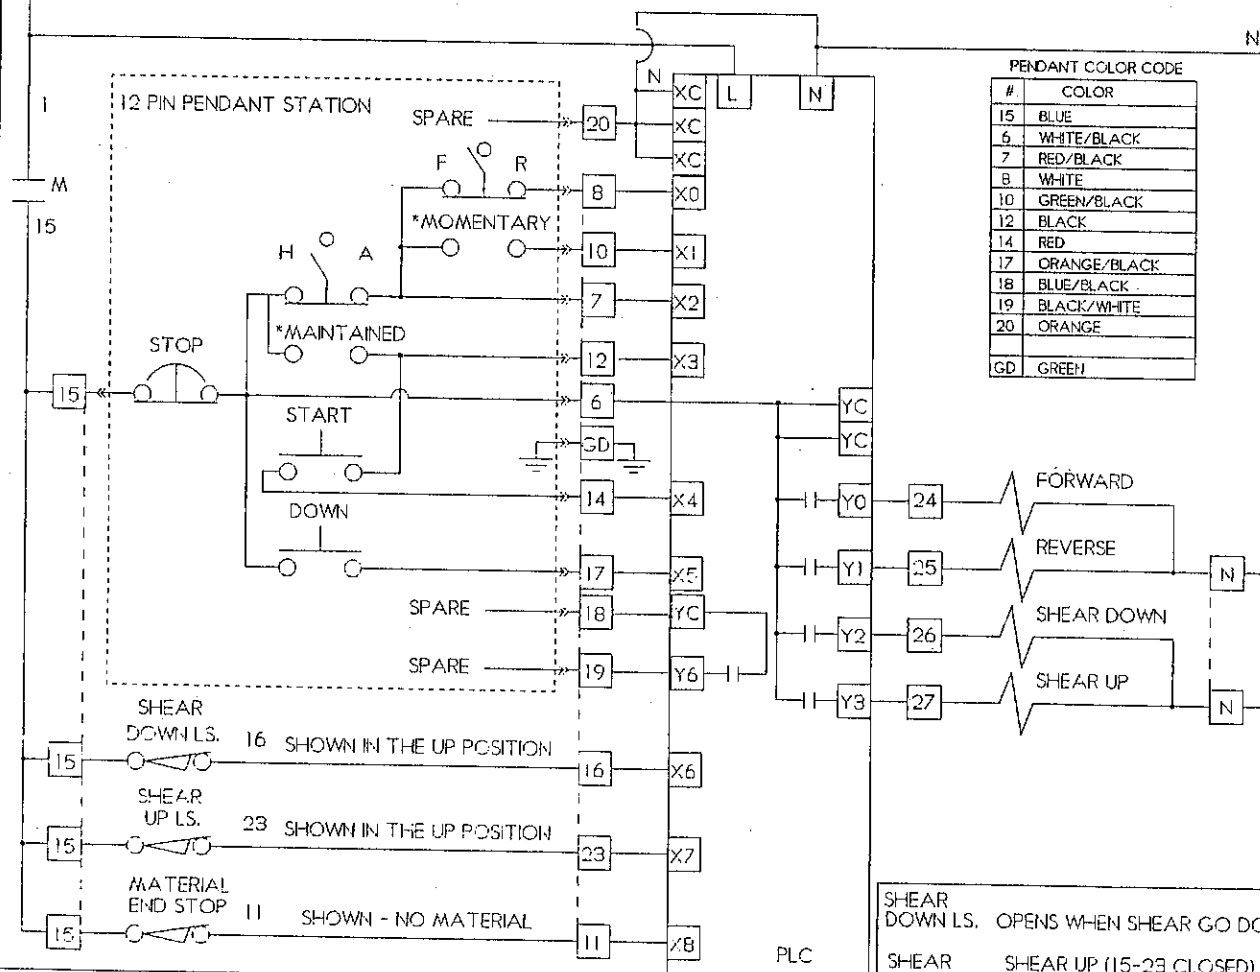 N
PENDANT COLOR CODE
# COLOR
15 BLUE
6 WHITE/BLACK
7 RED/BLACK
8 WHITE
10 GREEN/BLACK
12 BLACK
14 RED
17 ORANGE/BLACK
18 BLUE/BLACK
19 BLACK/WHITE
20 ORANGE
GD GREEN
1
M
15
12 PIN PENDANT STATION
N
XC L N
SPARE 20 XC
XC
F R 8 X0
*MOMENTARY 10 X1
H A 7 X2
*MAINTAINED 12 X3
STOP
15 6 YC
START GD YC
14 X4
DOWN
17 X5
SPARE 18 YC
SPARE 19 Y6
Y0 24 FORWARD
Y1 25 REVERSE N
Y2 26 SHEAR DOWN
Y3 27 SHEAR UP N
SHEAR
DOWN LS. 16 SHOWN IN THE UP POSITION
15 16 X6
SHEAR
UP LS. 23 SHOWN IN THE UP POSITION
15 23 X7
MATERIAL
END STOP 11 SHOWN - NO MATERIAL
15 11 X8
PLC
SHEAR
DOWN LS. OPENS WHEN SHEAR GO DO
SHEAR SHEAR UP (15-23 CLOSED)